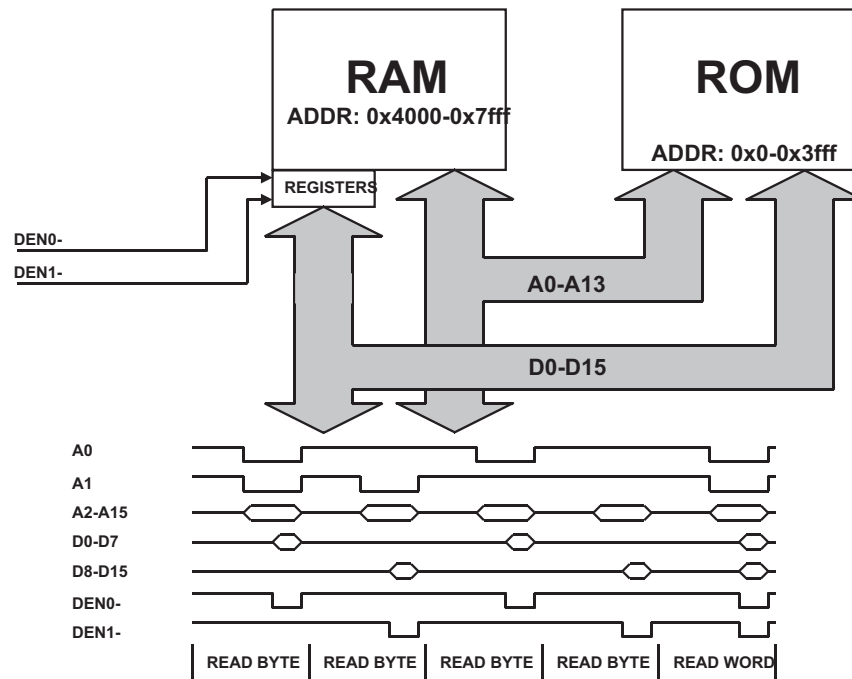 RAM
ADDR: 0x4000-0x7fff
ROM
ADDR: 0x0-0x3fff
REGISTERS
DEN0-
DEN1-
A0-A13
D0-D15
A0
A1
A2-A15
D0-D7
D8-D15
DEN0-
DEN1-
READ BYTE READ BYTE READ BYTE READ BYTE READ WORD